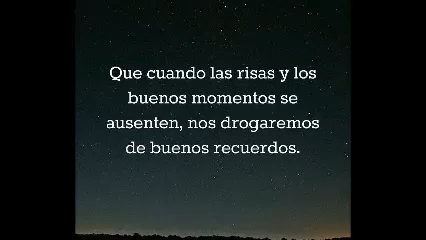 Que cuando las risas y los
buenos momentos se
ausenten, nos drogaremos
de buenos recuerdos.